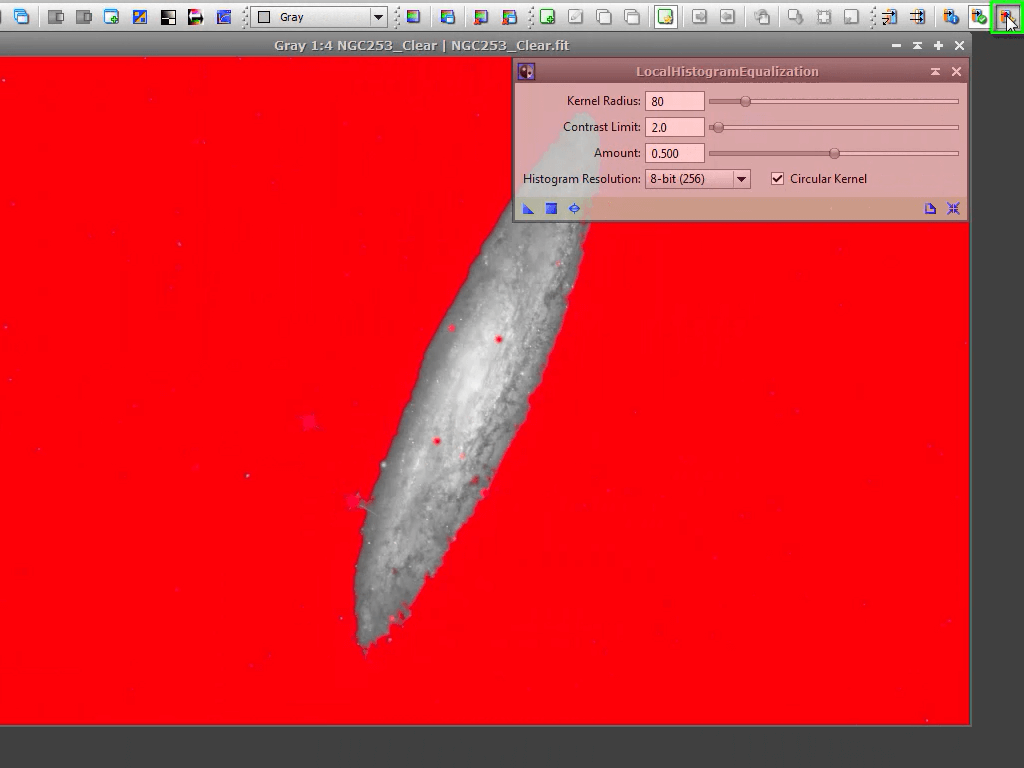 Gray
Gray 1:4 NGC253_Clear | NGC253_Clear.fit
LocalHistogramEqualization
Kernel Radius: 80
Contrast Limit: 2.0
Amount: 0.500
Histogram Resolution: 8-bit (256) Circular Kernel